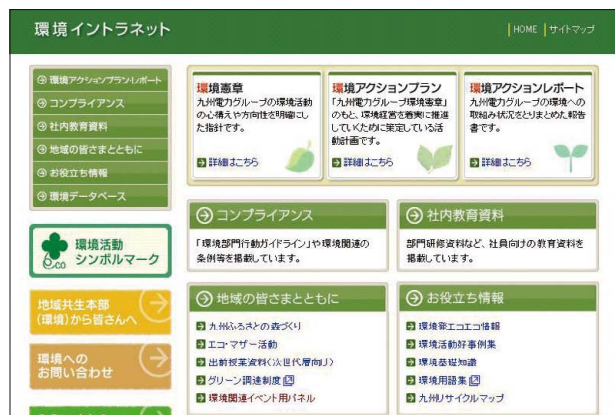 環境イントラネット
HOME
サイトマップ
環境アクションプラン・レポート
コンプライアンス
社内教育資料
地域の皆さまとともに
お役立ち情報
環境データベース
環境憲章
九州電力グループの環境活動
の心構えや方向性を明確にし
た指針です。
詳細はこちら
環境アクションプラン
「九州電力グループ環境憲章」
のもと、環境経営を着実に推進
していくために策定している活
動計画です。
詳細はこちら
環境アクションレポート
九州電力グループの環境への
取組み状況をとりまとめた報告
書です。
詳細はこちら
eco
環境活動
シンボルマーク
地域共生本部
(環境)から皆さんへ
環境への
お問い合わせ
コンプライアンス
「環境部門行動ガイドライン」や環境関連の
条例等を掲載しています。
社内教育資料
部門研修資料など、社員向けの教育資料を
掲載しています。
地域の皆さまとともに
九州ふるさとの森づくり
エコ・マザー活動
出前授業資料(次世代層向け)
グリーン調達制度
環境関連イベント用パネル
お役立ち情報
環境発エコエコ情報
環境活動好事例集
環境基礎知識
環境用語集
九州リサイクルマップ